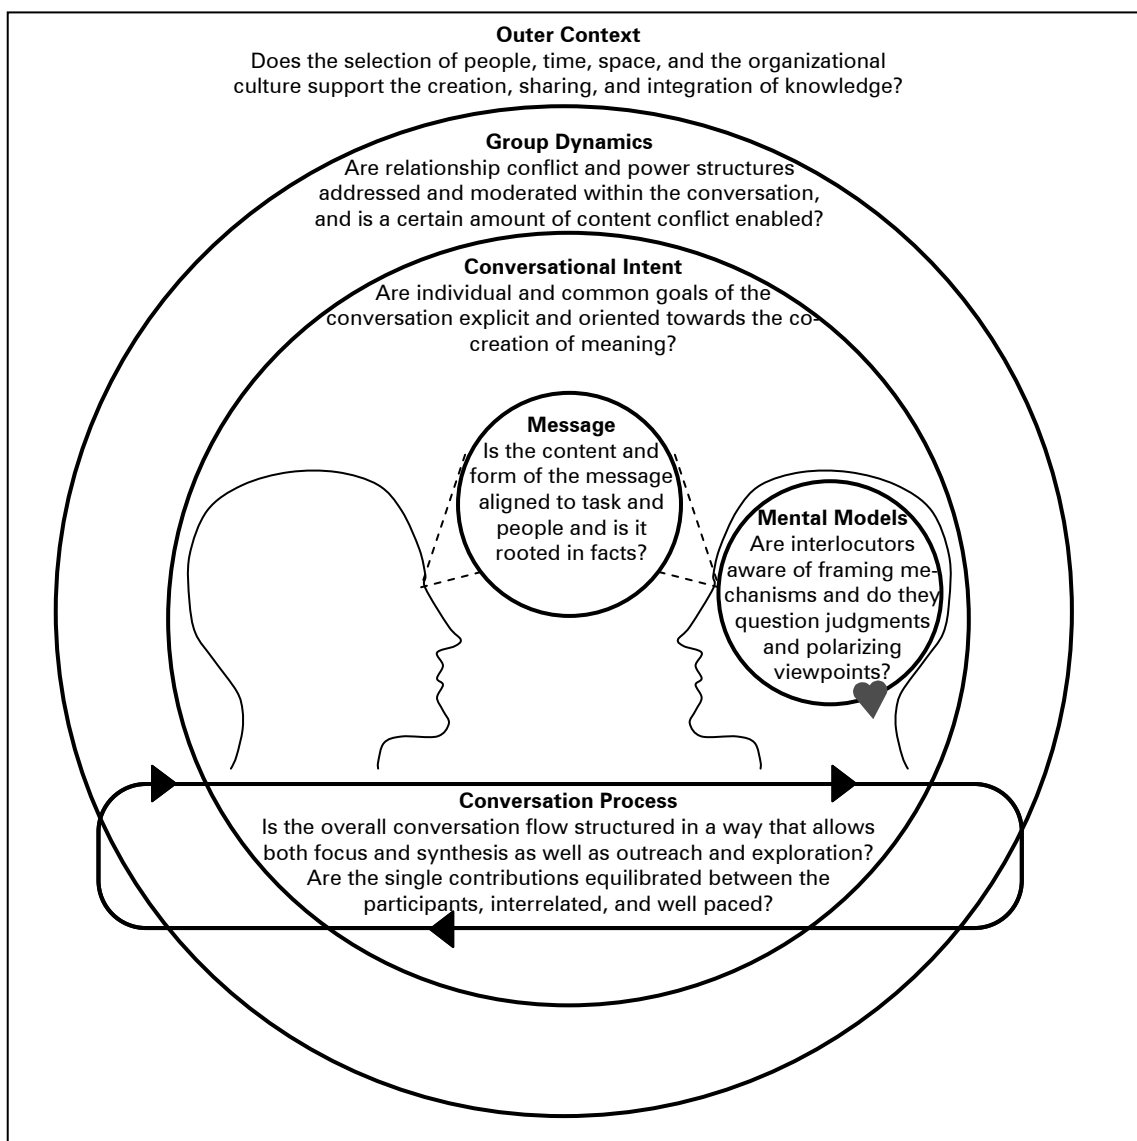 Outer Context
Does the selection of people, time, space, and the organizational
culture support the creation, sharing, and integration of knowledge?
Group Dynamics
Are relationship conflict and power structures
addressed and moderated within the conversation,
and is a certain amount of content conflict enabled?
Conversational Intent
Are individual and common goals of the
conversation explicit and oriented towards the co-
creation of meaning?
Message
Is the content and
form of the message
aligned to task and
people and is it
rooted in facts?
Mental Models
Are interlocutors
aware of framing me-
chanisms and do they
question judgments
and polarizing
viewpoints?
Conversation Process
Is the overall conversation flow structured in a way that allows
both focus and synthesis as well as outreach and exploration?
Are the single contributions equilibrated between the
participants, interrelated, and well paced?